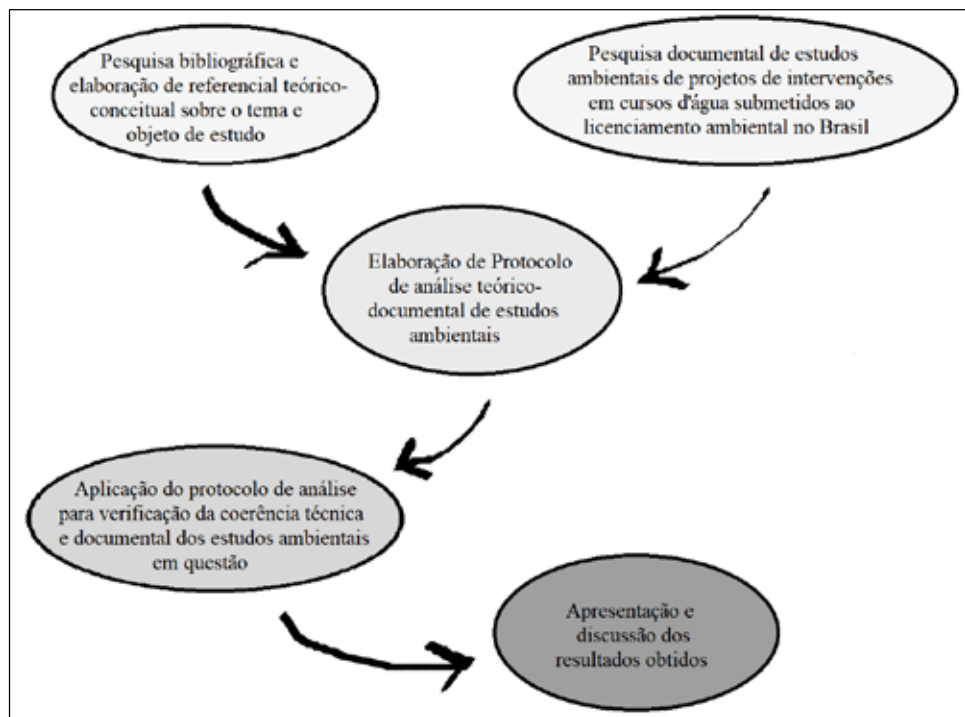 Pesquisa bibliográfica e
elaboração de referencial teórico-
conceitual sobre o tema e
objeto de estudo
Pesquisa documental de estudos
ambientais de projetos de intervenções
em cursos d'água submetidos ao
licenciamento ambiental no Brasil
Elaboração de Protocolo
de análise teórico-
documental de estudos
ambientais
Aplicação do protocolo de análise
para verificação da coerência técnica
e documental dos estudos ambientais
em questão
Apresentação e
discussão dos
resultados obtidos